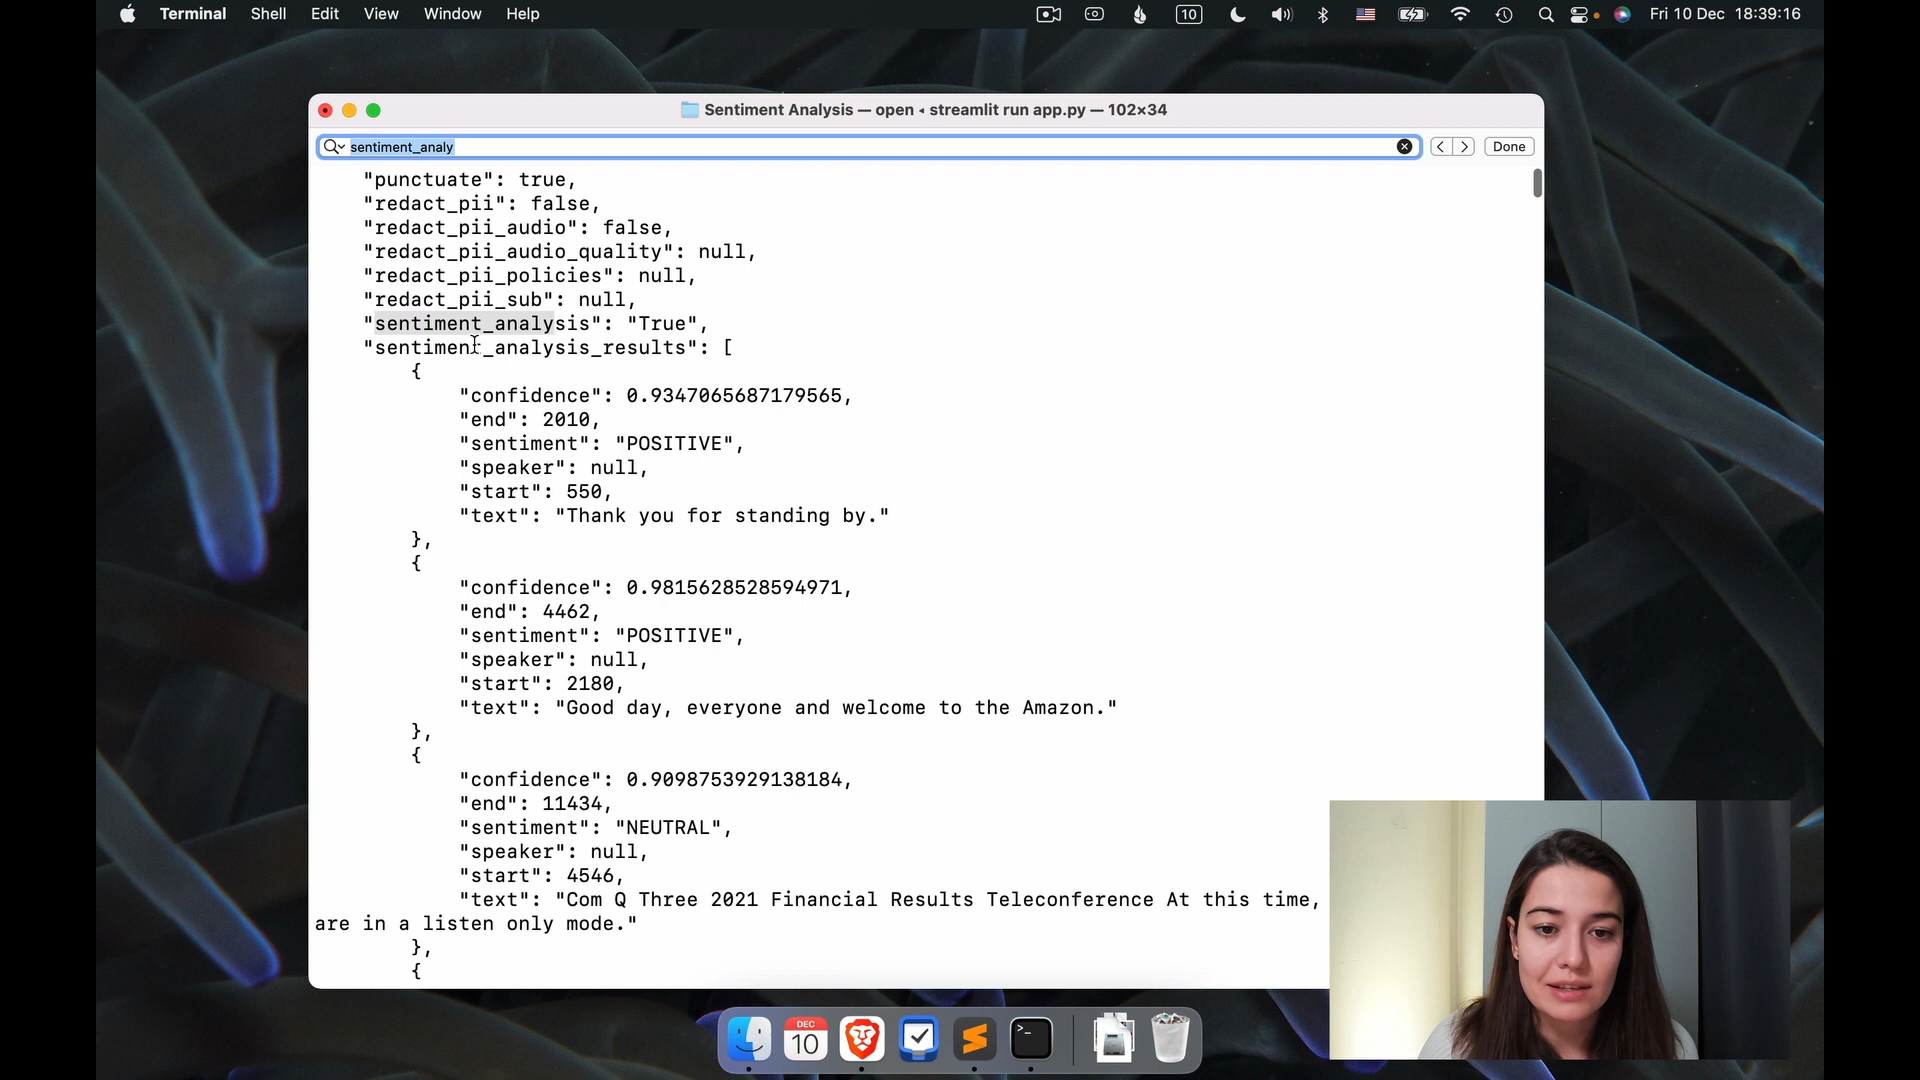 Terminal Shell Edit View Window Help 10 Fri 10 Dec 18:39:16
Sentiment Analysis — open ◂ streamlit run app.py — 102×34
sentiment_analy Done
"punctuate": true,
"redact_pii": false,
"redact_pii_audio": false,
"redact_pii_audio_quality": null,
"redact_pii_policies": null,
"redact_pii_sub": null,
"sentiment_analysis": "True",
"sentiment_analysis_results": [
{
"confidence": 0.9347065687179565,
"end": 2010,
"sentiment": "POSITIVE",
"speaker": null,
"start": 550,
"text": "Thank you for standing by."
},
{
"confidence": 0.9815628528594971,
"end": 4462,
"sentiment": "POSITIVE",
"speaker": null,
"start": 2180,
"text": "Good day, everyone and welcome to the Amazon."
},
{
"confidence": 0.9098753929138184,
"end": 11434,
"sentiment": "NEUTRAL",
"speaker": null,
"start": 4546,
"text": "Com Q Three 2021 Financial Results Teleconference At this time,
are in a listen only mode."
},
{
DEC
10